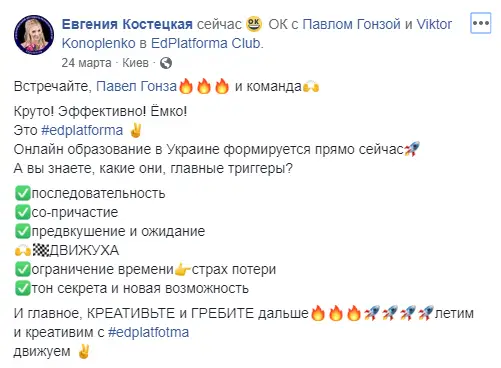 Евгения Костецкая сейчас 🆗 ОК с Павлом Гонзой и Viktor
Konoplenko в EdPlatforma Club.
24 марта · Киев ·
Встречайте, Павел Гонза🔥🔥🔥 и команда🙌
Круто! Эффективно! Ёмко!
Это #edplatforma ✌
Онлайн образование в Украине формируется прямо сейчас🚀
А вы знаете, какие они, главные триггеры?
✅последовательность
✅со-причастие
✅предвкушение и ожидание
🙌🏁ДВИЖУХА
✅ограничение времени👉страх потери
✅тон секрета и новая возможность
И главное, КРЕАТИВЬТЕ и ГРЕБИТЕ дальше🔥🔥🔥🚀🚀🚀🚀летим
и креативим с #edplatfotma
движуем ✌